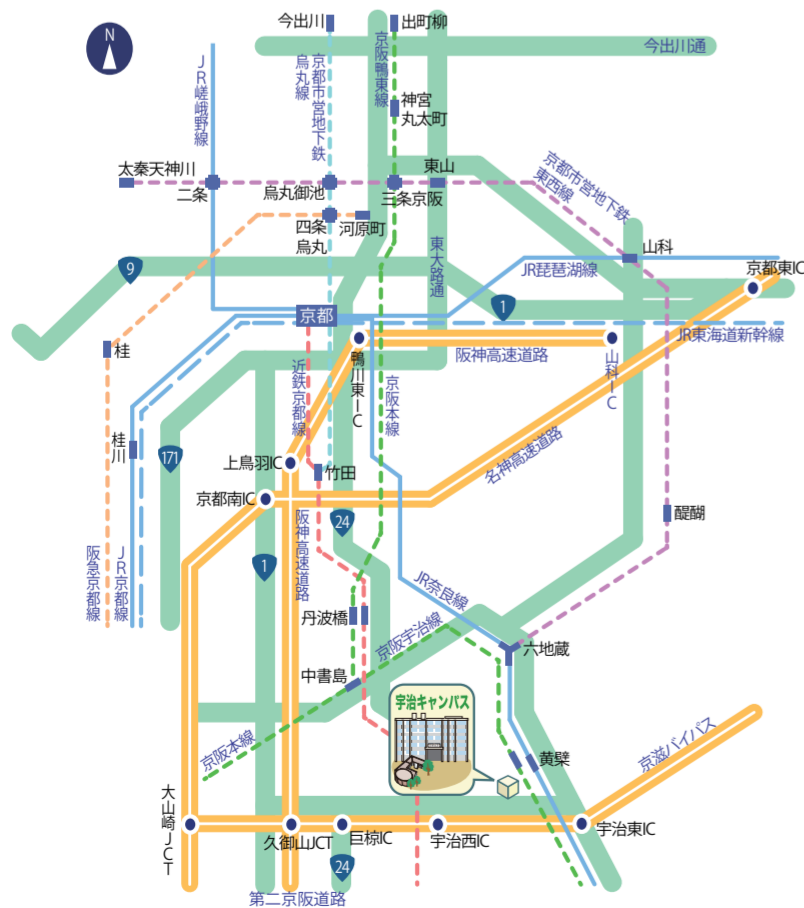 N
今出川
出町柳
今出川通
JR嵯峨野線
京都市営地下鉄
烏丸線
京阪鴨東線
神宮
丸太町
太秦天神川
二条
烏丸御池
三条京阪
東山
京都市営地下鉄
東西線
四条
烏丸
河原町
東大路通
山科
JR琵琶湖線
京都東IC
9
1
京都
JR東海道新幹線
桂
近鉄京都線
鴨川東IC
京阪本線
阪神高速道路
山科IC
桂川
171
上鳥羽IC
竹田
名神高速道路
京都南IC
阪神高速道路
24
醍醐
阪急京都線
JR京都線
1
JR奈良線
丹波橋
京阪宇治線
六地蔵
中書島
宇治キャンパス
京阪本線
黄檗
京滋バイパス
大山崎JCT
久御山JCT
巨椋IC
宇治西IC
宇治東IC
24
第二京阪道路